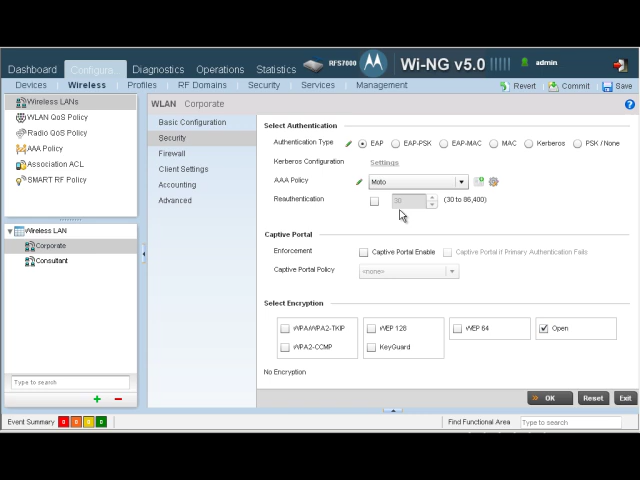 Dashboard Configura... Diagnostics Operations Statistics RFS7000 Wi-NG v5.0 admin
Devices Wireless Profiles RF Domains Security Services Management Revert Commit Save
Wireless LANs
WLAN QoS Policy
Radio QoS Policy
AAA Policy
Association ACL
SMART RF Policy
Wireless LAN
Corporate
Consultant
Type to search
WLAN Corporate
Basic Configuration
Security
Firewall
Client Settings
Accounting
Advanced
Select Authentication
Authentication Type EAP EAP-PSK EAP-MAC MAC Kerberos PSK / None
Kerberos Configuration Settings
AAA Policy Moto
Reauthentication 30 (30 to 86,400)
Captive Portal
Enforcement Captive Portal Enable Captive Portal if Primary Authentication Fails
Captive Portal Policy <none>
Select Encryption
WPA/WPA2-TKIP WEP 128 WEP 64 Open
WPA2-CCMP KeyGuard
No Encryption
OK Reset Exit
Event Summary 0 0 0 0 Find Functional Area Type to search